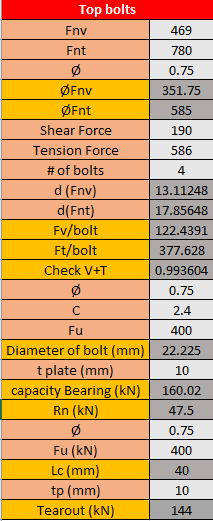 Top bolts
Fnv 469
Fnt 780
Ø 0.75
ØFnv 351.75
ØFnt 585
Shear Force 190
Tension Force 586
# of bolts 4
d (Fnv) 13.11248
d(Fnt) 17.85648
Fv/bolt 122.4391
Ft/bolt 377.628
Check V+T 0.993604
Ø 0.75
C 2.4
Fu 400
Diameter of bolt (mm) 22.225
t plate (mm) 10
capacity Bearing (kN) 160.02
Rn (kN) 47.5
Ø 0.75
Fu (kN) 400
Lc (mm) 40
tp (mm) 10
Tearout (kN) 144